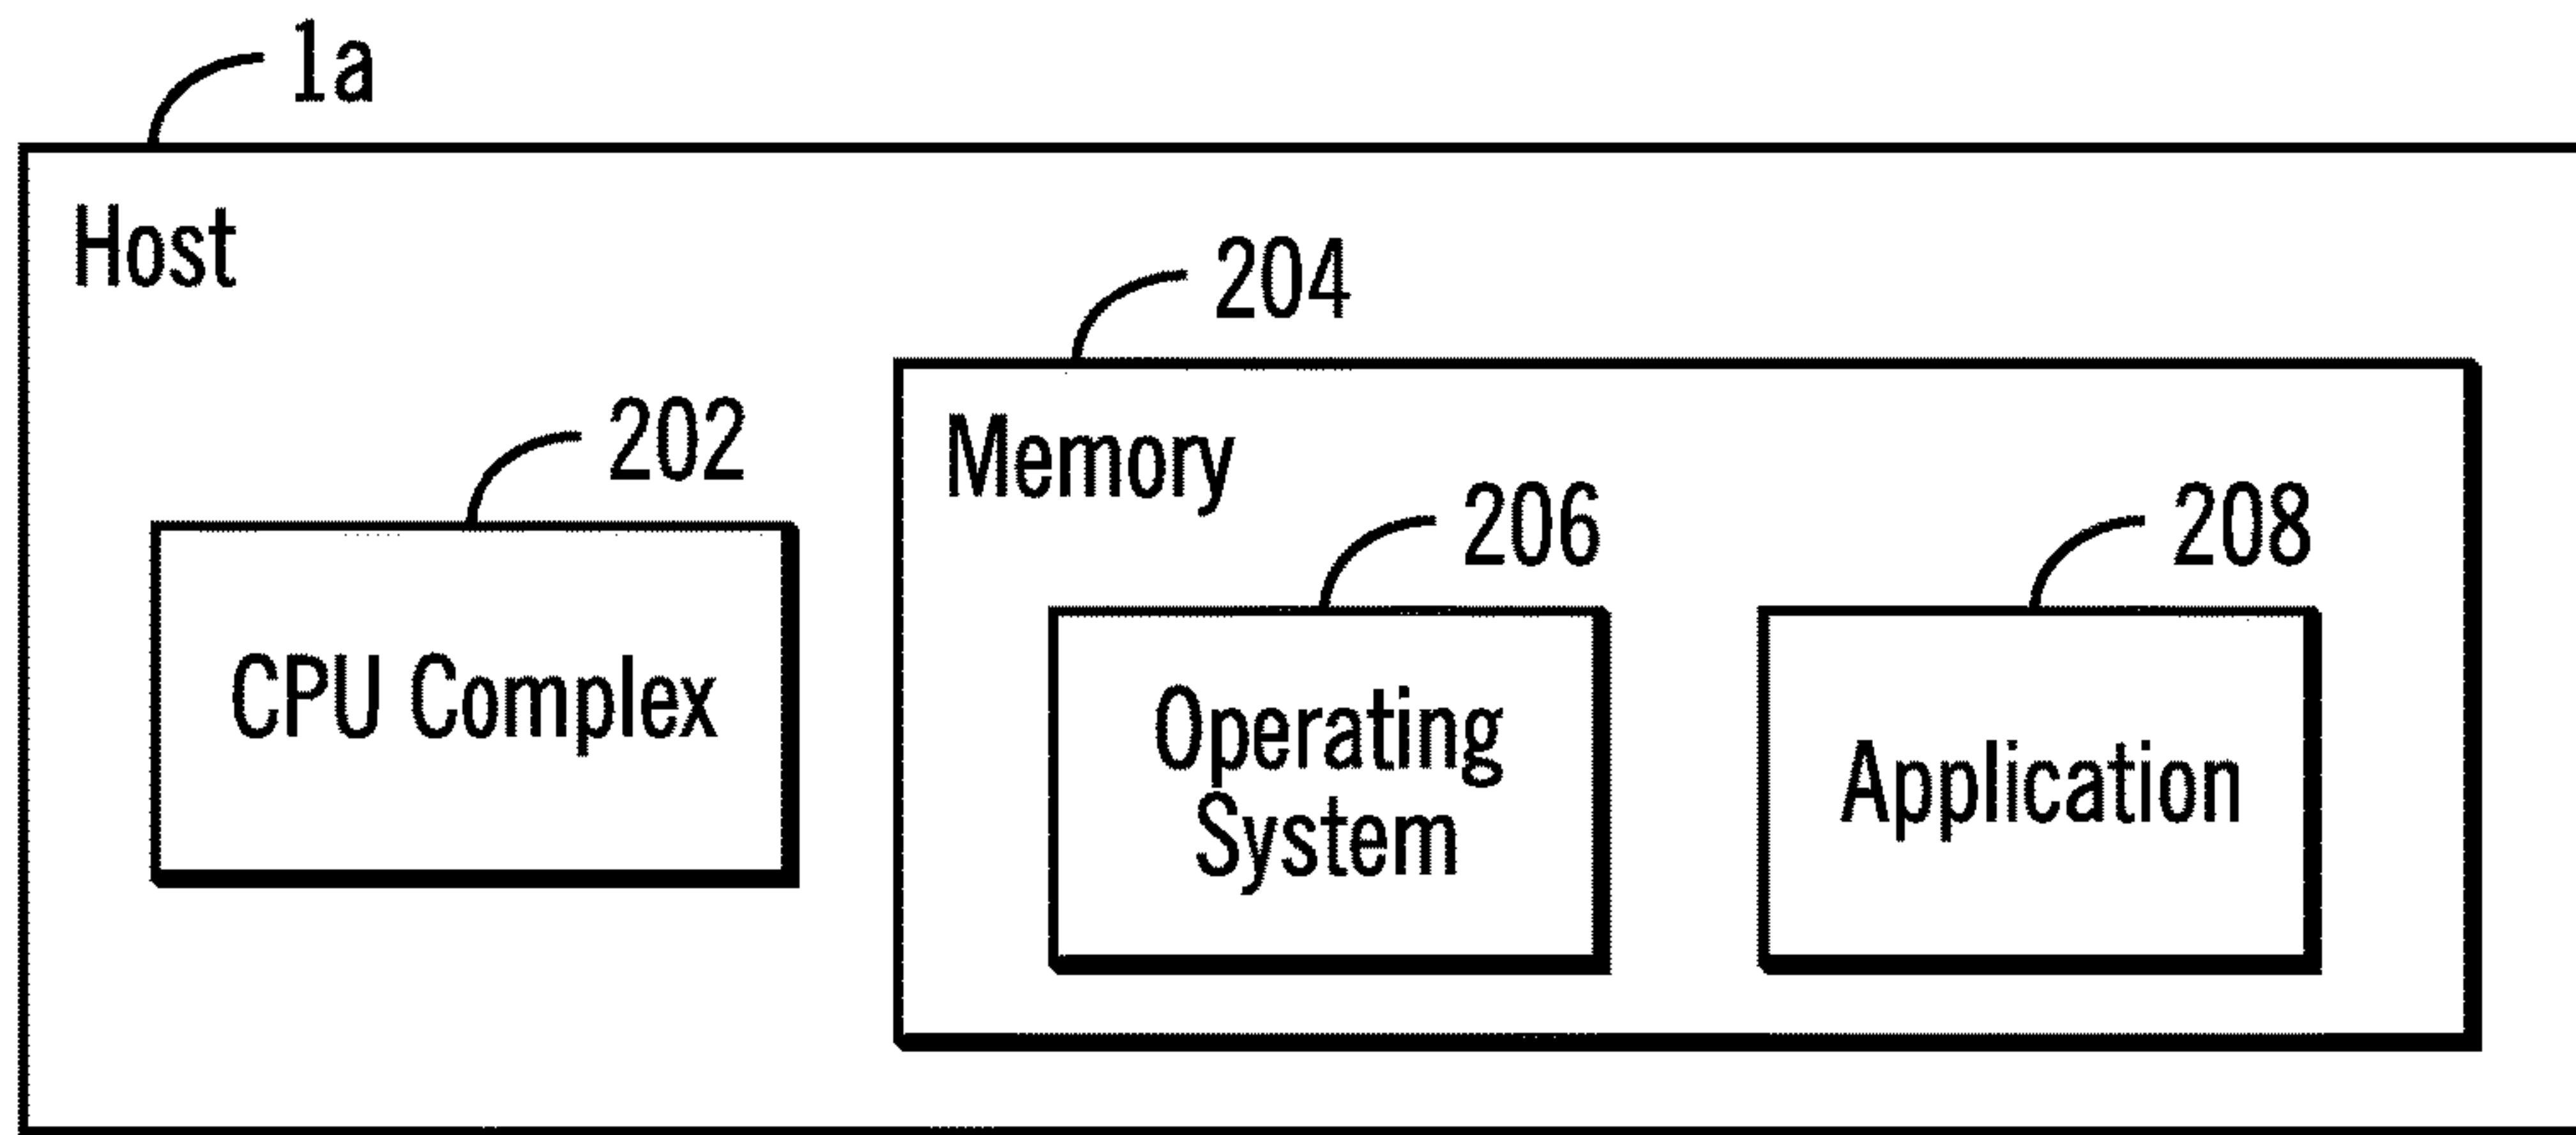 1a
Host
204
202
Memory
206
208
CPU Complex
Operating
System
Application